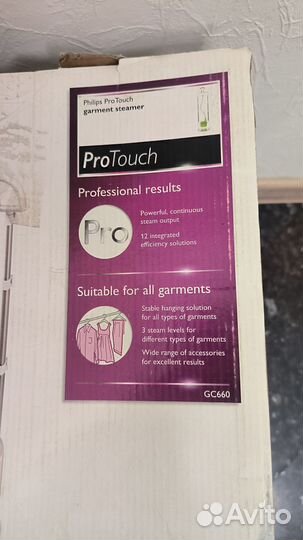 Philips ProTouch
garment steamer
ProTouch
Professional results
Pro
Powerful, continuous
steam output
12 integrated
efficiency solutions
Suitable for all garments
Stable hanging solution
for all types of garments
3 steam levels for
different types of garments
Wide range of accessories
for excellent results
GC660
Avito